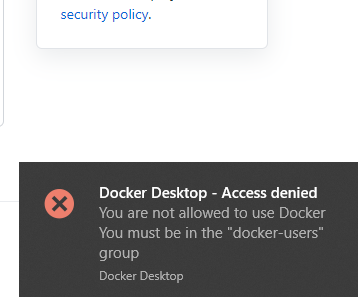 security policy.
Docker Desktop - Access denied
You are not allowed to use Docker
You must be in the "docker-users"
group
Docker Desktop